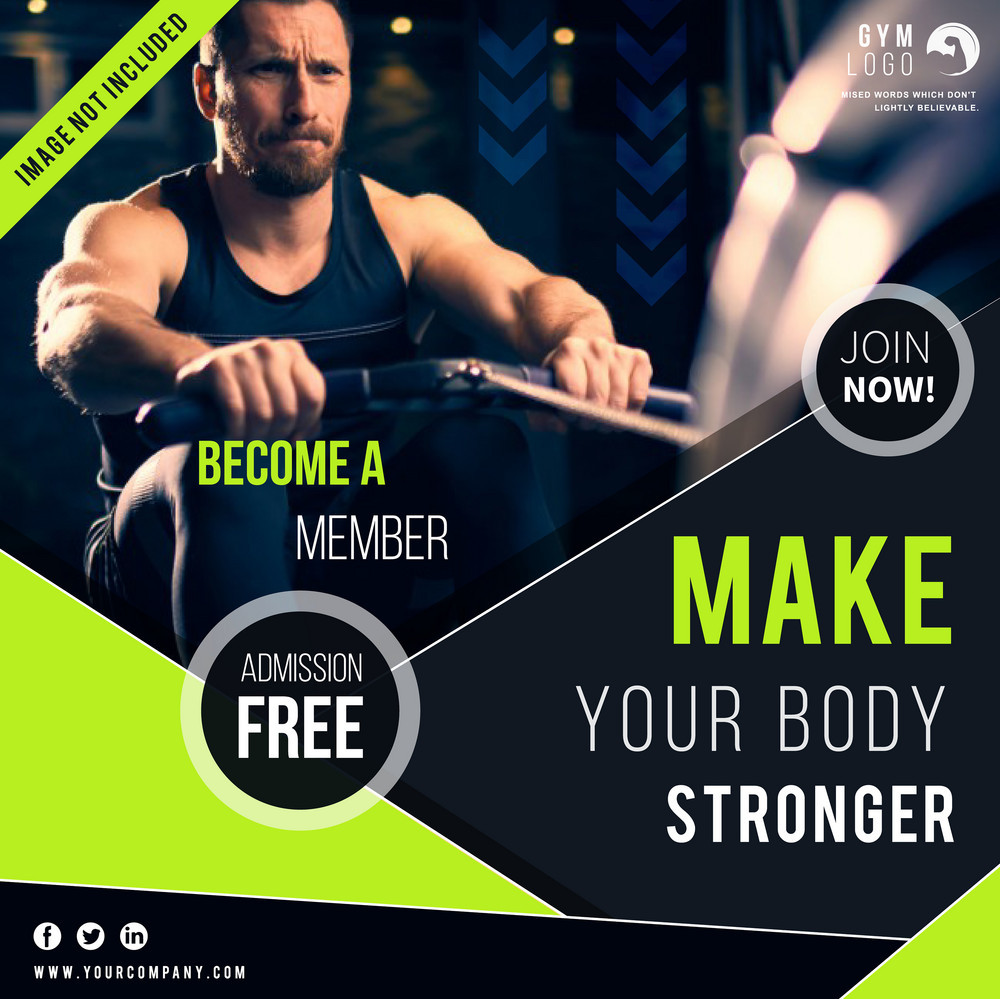 IMAGE NOT INCLUDED
GYM
LOGO
MISED WORDS WHICH DON'T
LIGHTLY BELIEVABLE.
JOIN
NOW!
BECOME A
MEMBER
ADMISSION
FREE
MAKE
YOUR BODY
STRONGER
WWW.YOURCOMPANY.COM